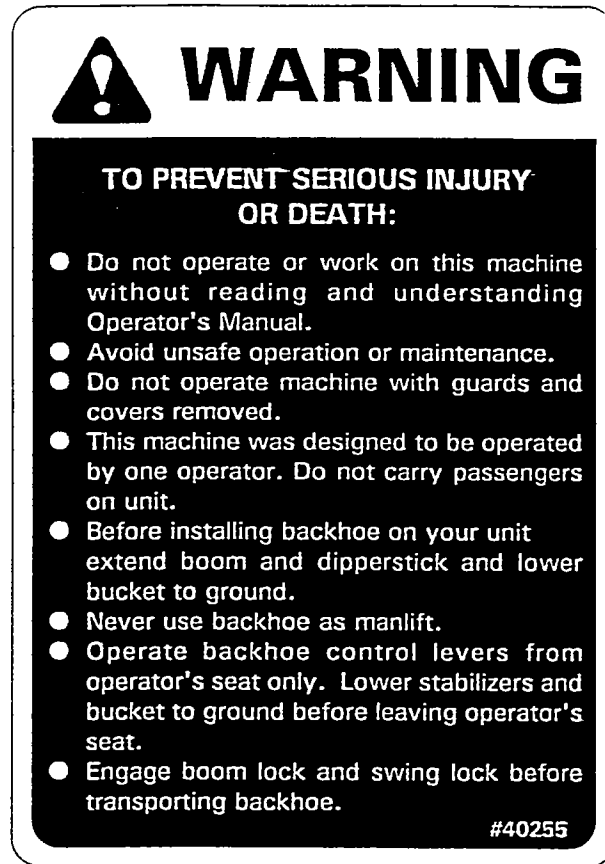 WARNING
TO PREVENT SERIOUS INJURY
OR DEATH:
● Do not operate or work on this machine
without reading and understanding
Operator's Manual.
● Avoid unsafe operation or maintenance.
● Do not operate machine with guards and
covers removed.
● This machine was designed to be operated
by one operator. Do not carry passengers
on unit.
● Before installing backhoe on your unit
extend boom and dipperstick and lower
bucket to ground.
● Never use backhoe as manlift.
● Operate backhoe control levers from
operator's seat only. Lower stabilizers and
bucket to ground before leaving operator's
seat.
● Engage boom lock and swing lock before
transporting backhoe.
#40255